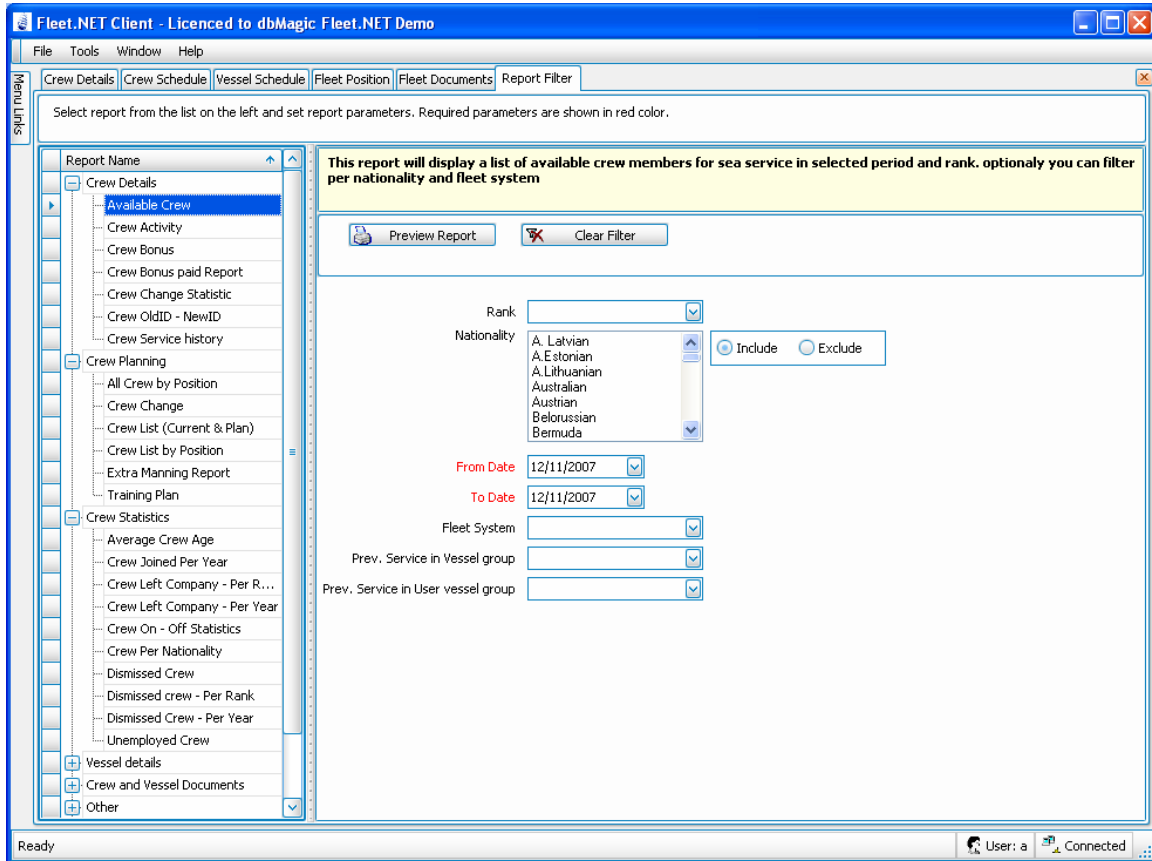 Fleet.NET Client - Licenced to dbMagic Fleet.NET Demo
File Tools Window Help
Menu Links
Crew Details Crew Schedule Vessel Schedule Fleet Position Fleet Documents Report Filter
Select report from the list on the left and set report parameters. Required parameters are shown in red color.
Report Name
Crew Details
Available Crew
Crew Activity
Crew Bonus
Crew Bonus paid Report
Crew Change Statistic
Crew OldID - NewID
Crew Service history
Crew Planning
All Crew by Position
Crew Change
Crew List (Current & Plan)
Crew List by Position
Extra Manning Report
Training Plan
Crew Statistics
Average Crew Age
Crew Joined Per Year
Crew Left Company - Per R...
Crew Left Company - Per Year
Crew On - Off Statistics
Crew Per Nationality
Dismissed Crew
Dismissed crew - Per Rank
Dismissed Crew - Per Year
Unemployed Crew
Vessel details
Crew and Vessel Documents
Other
This report will display a list of available crew members for sea service in selected period and rank. optionaly you can filter
per nationality and fleet system
Preview Report Clear Filter
Rank
Nationality
A. Latvian
A.Estonian
A.Lithuanian
Australian
Austrian
Belorussian
Bermuda
Include Exclude
From Date 12/11/2007
To Date 12/11/2007
Fleet System
Prev. Service in Vessel group
Prev. Service in User vessel group
Ready
User: a Connected